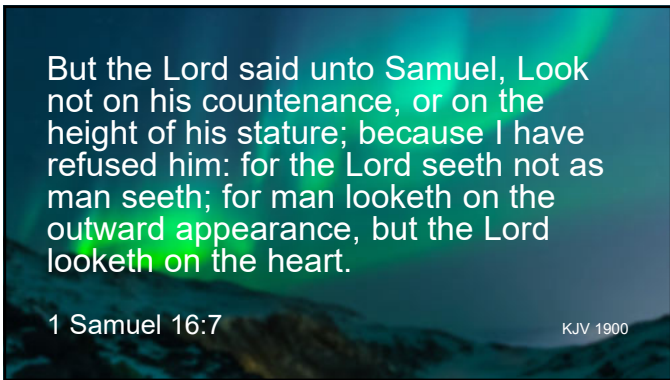 But the Lord said unto Samuel, Look
not on his countenance, or on the
height of his stature; because I have
refused him: for the Lord seeth not as
man seeth; for man looketh on the
outward appearance, but the Lord
looketh on the heart.
1 Samuel 16:7
KJV 1900